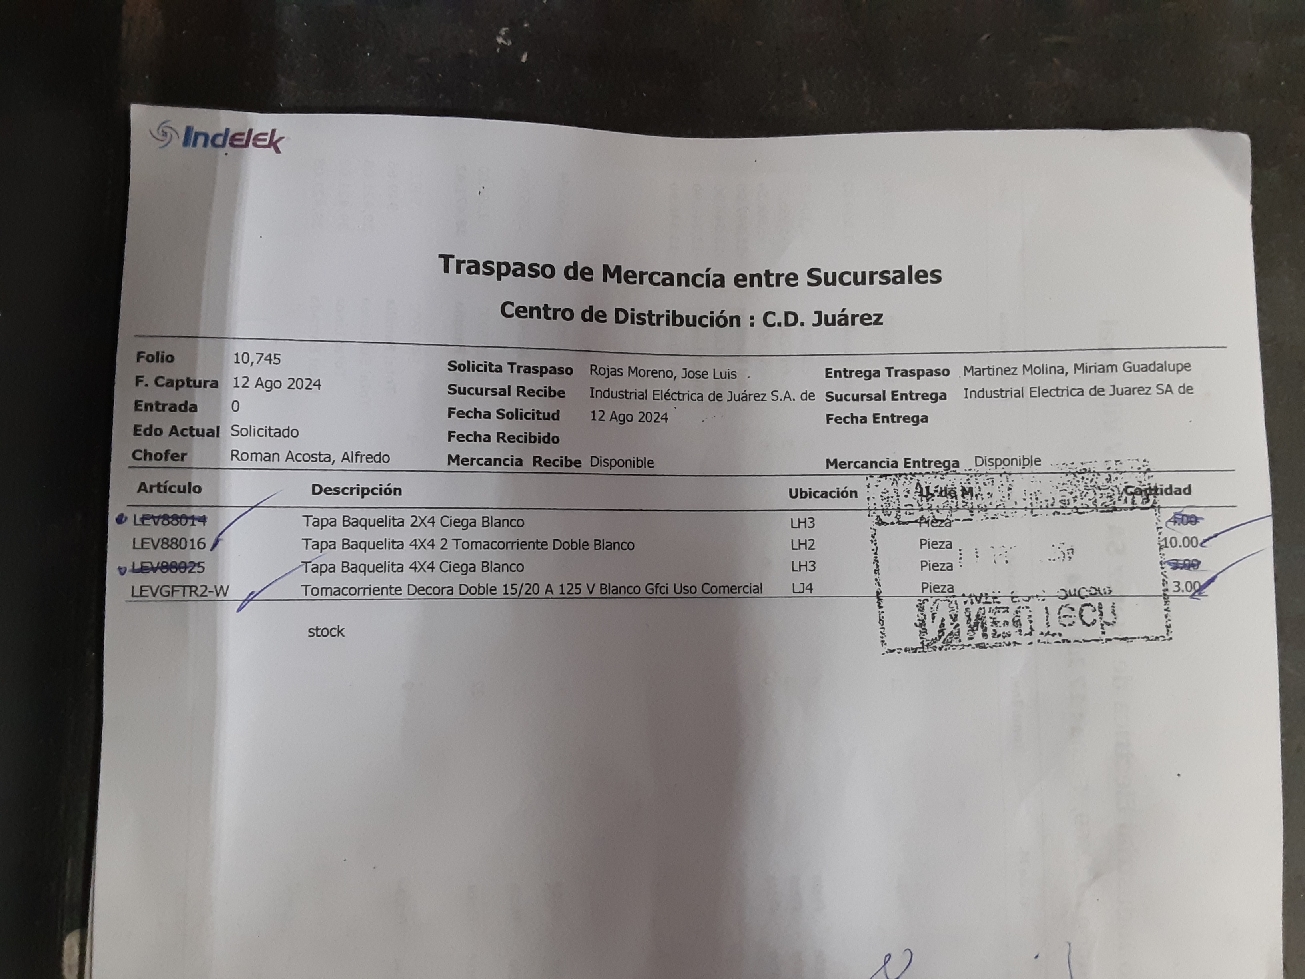 Indelek
Traspaso de Mercancía entre Sucursales
Centro de Distribución : C.D. Juárez
Folio 10,745 Solicita Traspaso Rojas Moreno, Jose Luis Entrega Traspaso Martinez Molina, Miriam Guadalupe
F. Captura 12 Ago 2024 Sucursal Recibe Industrial Eléctrica de Juárez S.A. de Sucursal Entrega Industrial Electrica de Juarez SA de
Entrada 0 Fecha Solicitud 12 Ago 2024 Fecha Entrega
Edo Actual Solicitado Fecha Recibido
Chofer Roman Acosta, Alfredo Mercancia Recibe Disponible Mercancia Entrega Disponible
Artículo Descripción Ubicación U. de M. Cantidad
LEV88014 Tapa Baquelita 2X4 Ciega Blanco LH3 Pieza 4.00
LEV88016 Tapa Baquelita 4X4 2 Tomacorriente Doble Blanco LH2 Pieza 10.00
LEV88025 Tapa Baquelita 4X4 Ciega Blanco LH3 Pieza 3.00
LEVGFTR2-W Tomacorriente Decora Doble 15/20 A 125 V Blanco Gfci Uso Comercial LJ4 Pieza 3.00
stock